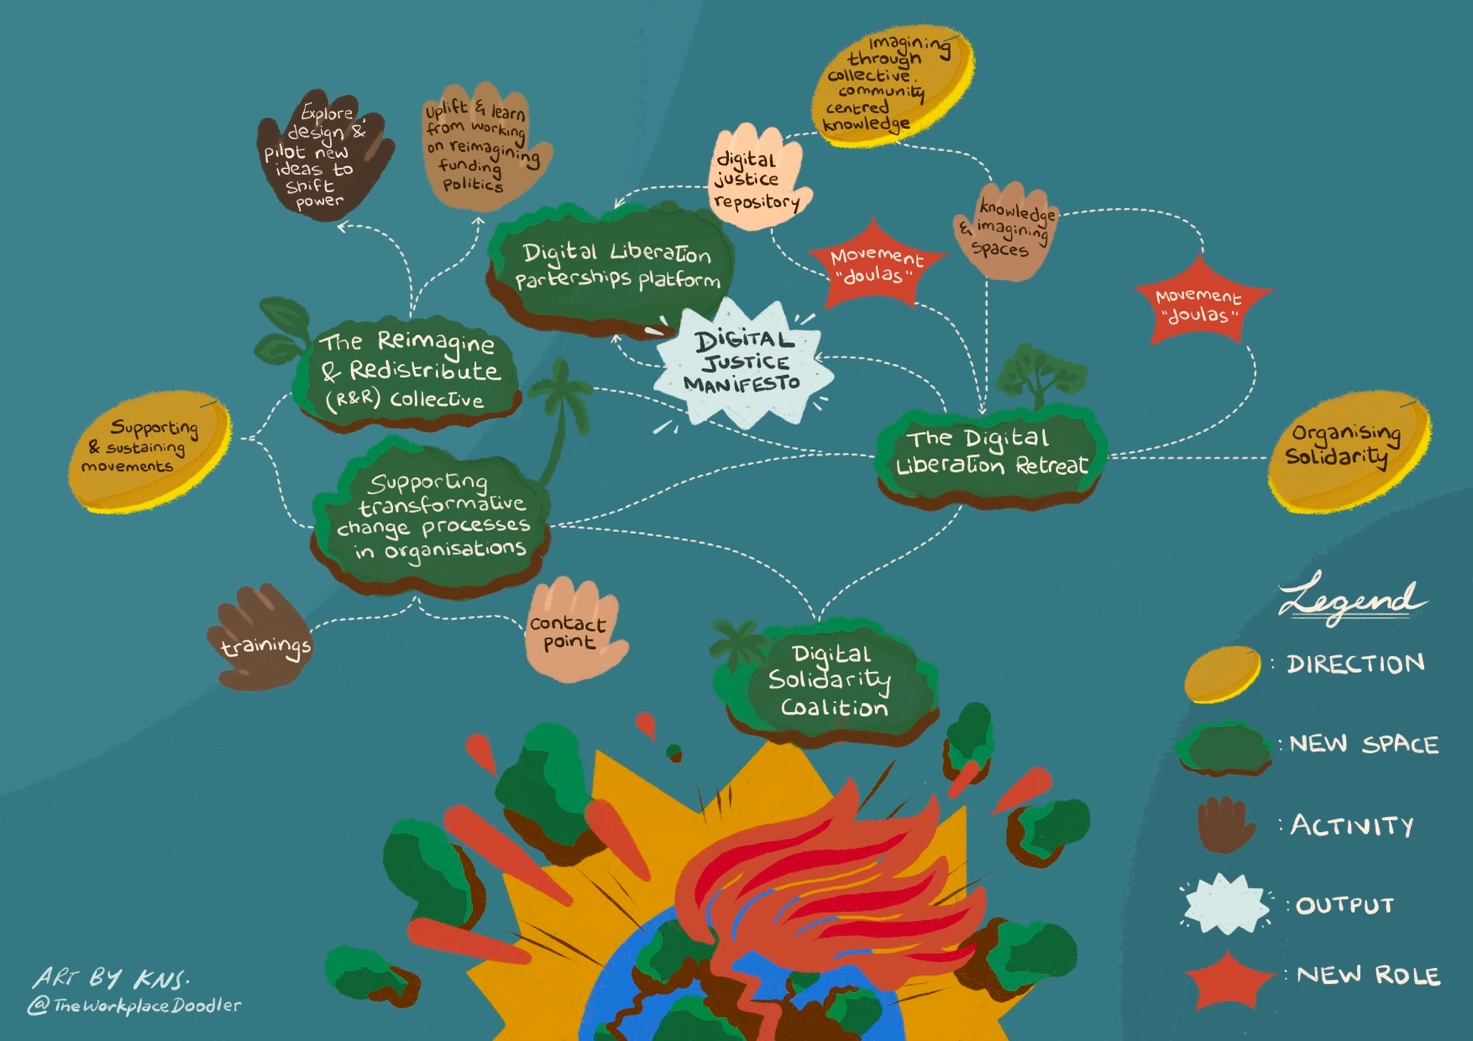 Imagining
through
collective.
community
centred
knowledge
Explore,
design &
pilot new
ideas to
shift
power
Uplift & learn
from working
on reimagining
funding
politics
digital
justice
repository
knowledge
& imagining
spaces
Digital Liberation
Parterships platform
Movement
"doulas"
Movement
"doulas"
The Reimagine
& Redistribute
(R&R) collective
DIGITAL
JUSTICE
MANIFESTO
Supporting
& sustaining
movements
The Digital
Liberation Retreat
Organising
Solidarity
Supporting
transformative
change processes
in organisations
trainings
contact
point
Digital
Solidarity
Coalition
Legend
: DIRECTION
: NEW SPACE
: ACTIVITY
: OUTPUT
: NEW ROLE
ART BY KNS.
@TheWorkplaceDoodler